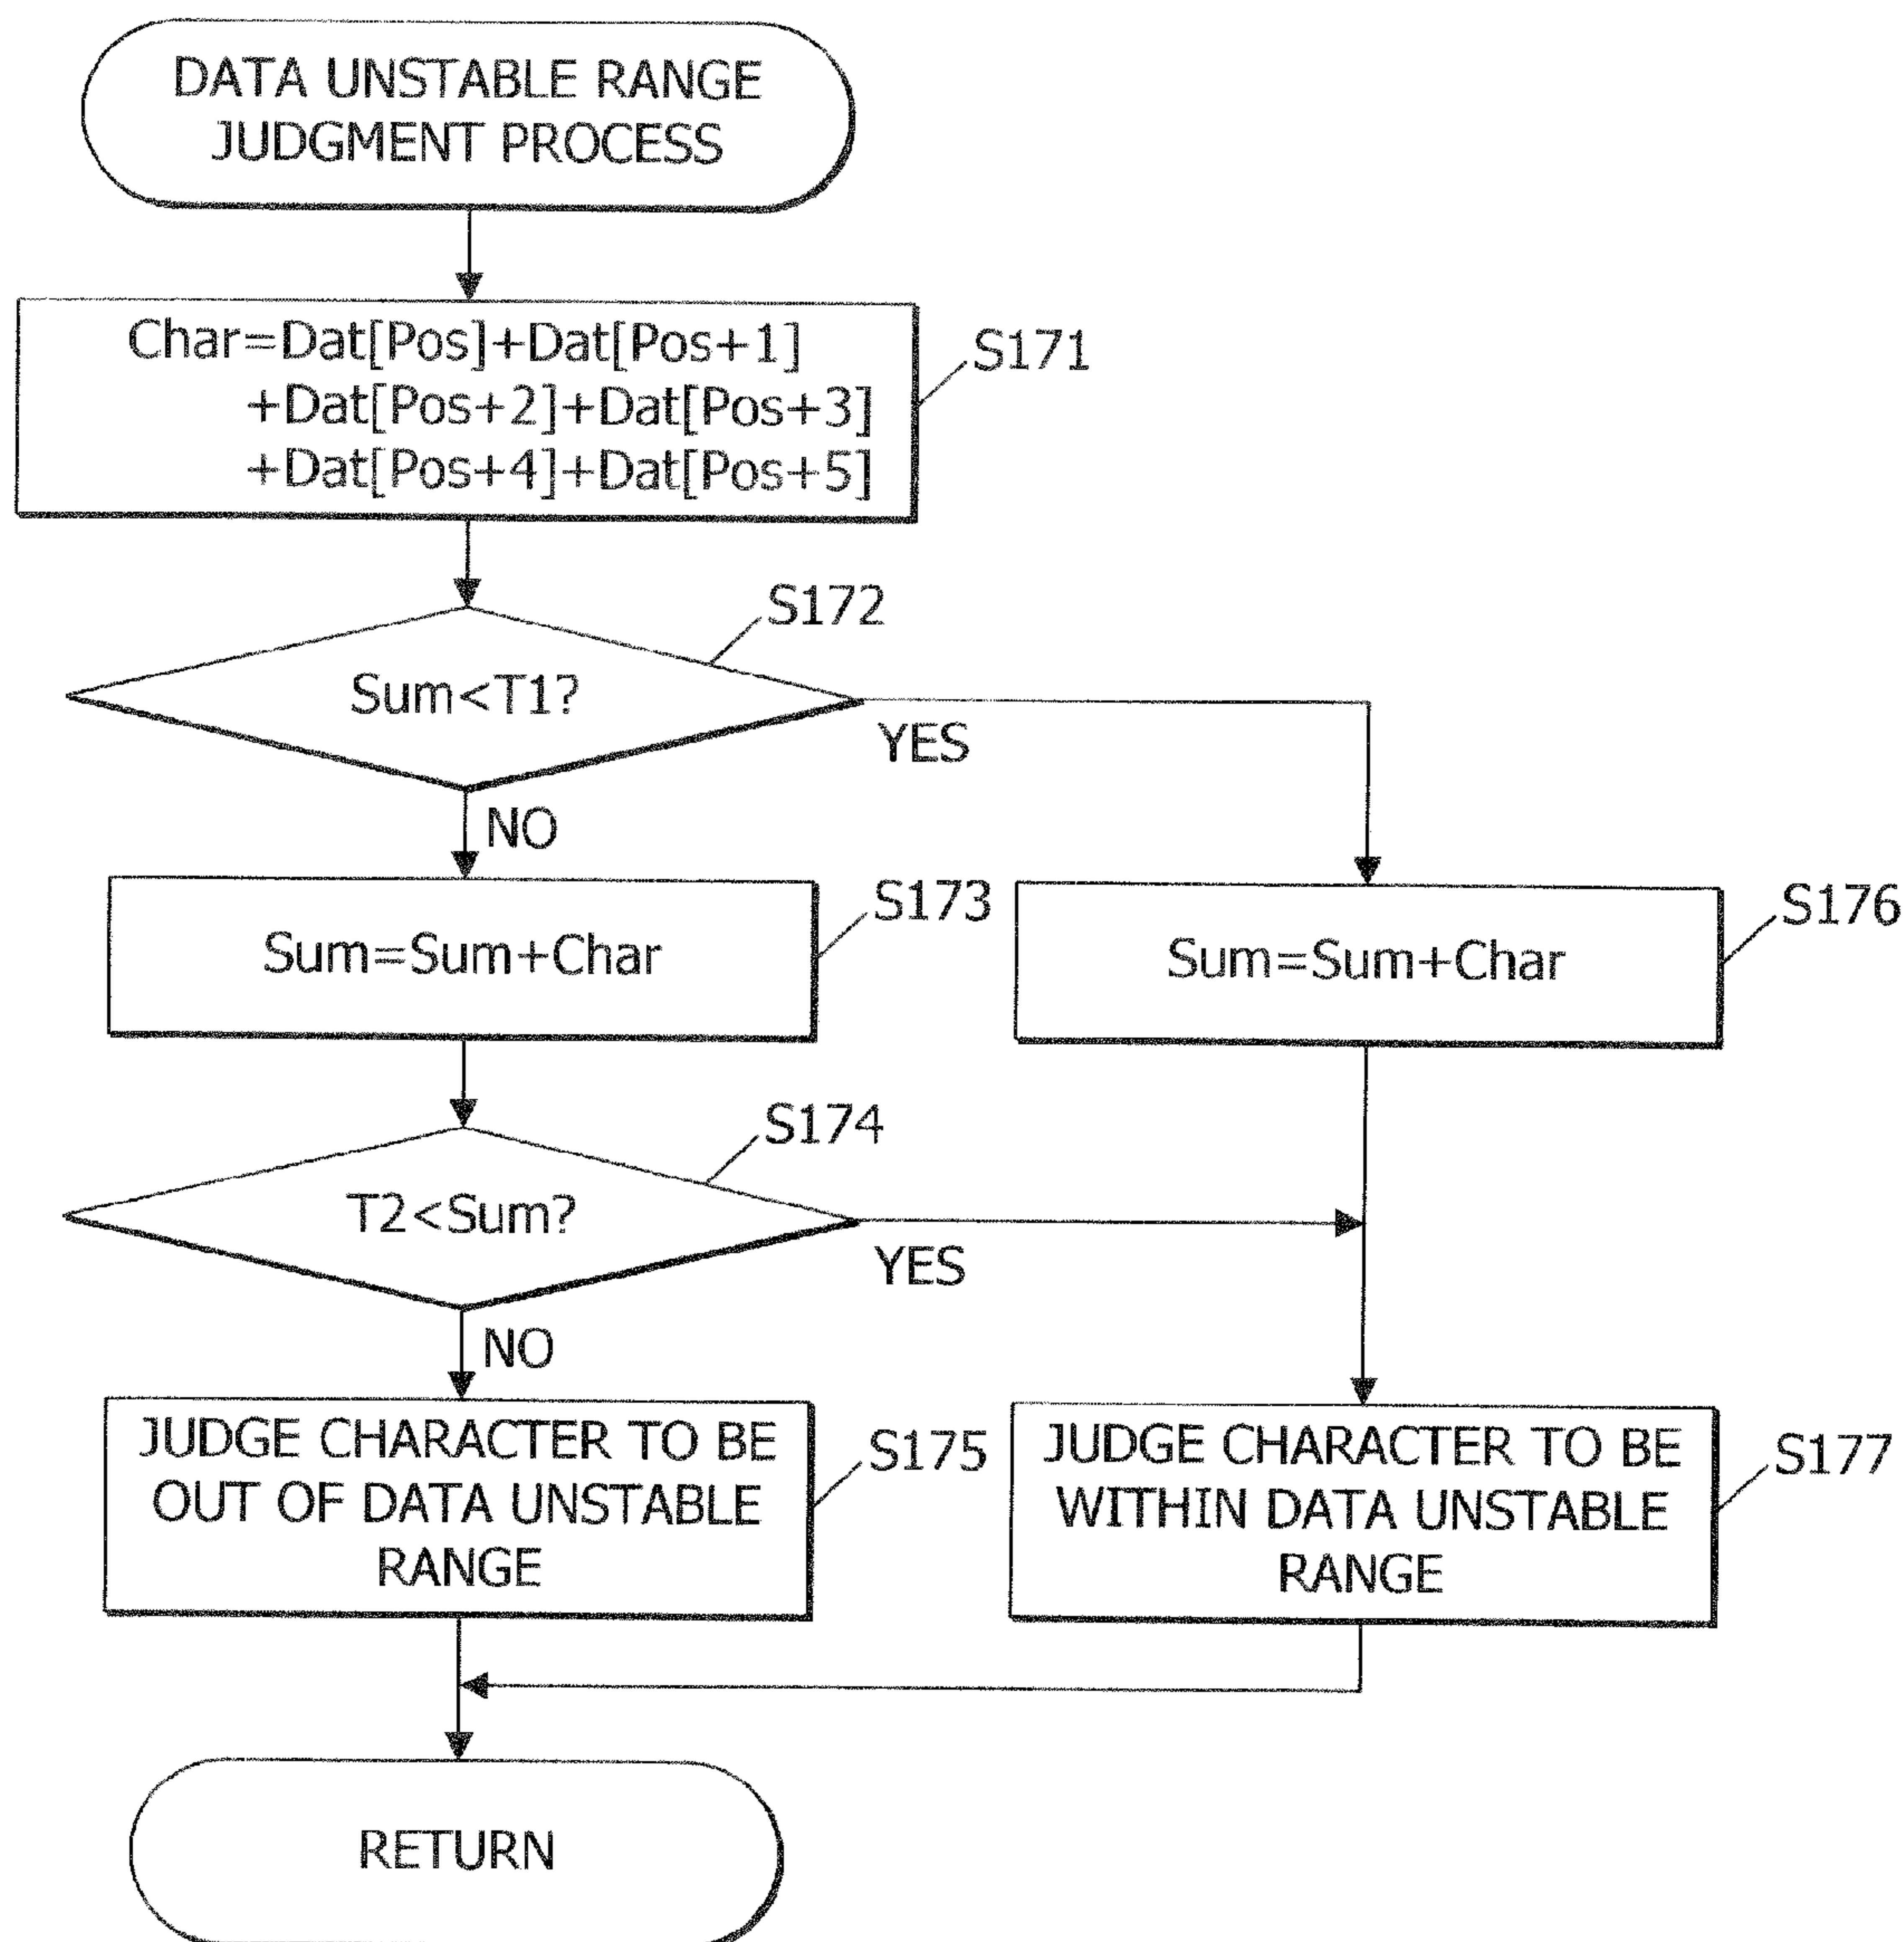 DATA UNSTABLE RANGE
JUDGMENT PROCESS
Char=Dat[Pos]+Dat[Pos+1]
+Dat[Pos+2]+Dat[Pos+3]
+Dat[Pos+4]+Dat[Pos+5]
S171
S172
Sum<T1?
YES
NO
S173
Sum=Sum+Char
S176
Sum=Sum+Char
S174
T2<Sum?
YES
NO
JUDGE CHARACTER TO BE
OUT OF DATA UNSTABLE
RANGE
S175
JUDGE CHARACTER TO BE
WITHIN DATA UNSTABLE
RANGE
S177
RETURN